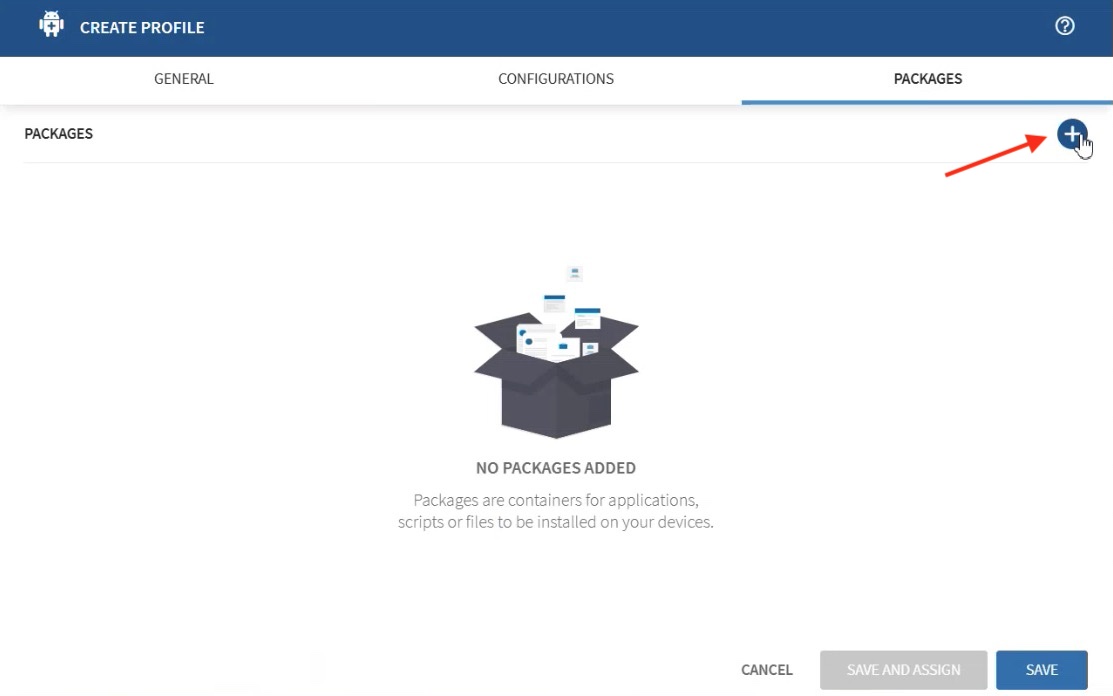 CREATE PROFILE
GENERAL
CONFIGURATIONS
PACKAGES
PACKAGES
NO PACKAGES ADDED
Packages are containers for applications,
scripts or files to be installed on your devices.
CANCEL
SAVE AND ASSIGN
SAVE